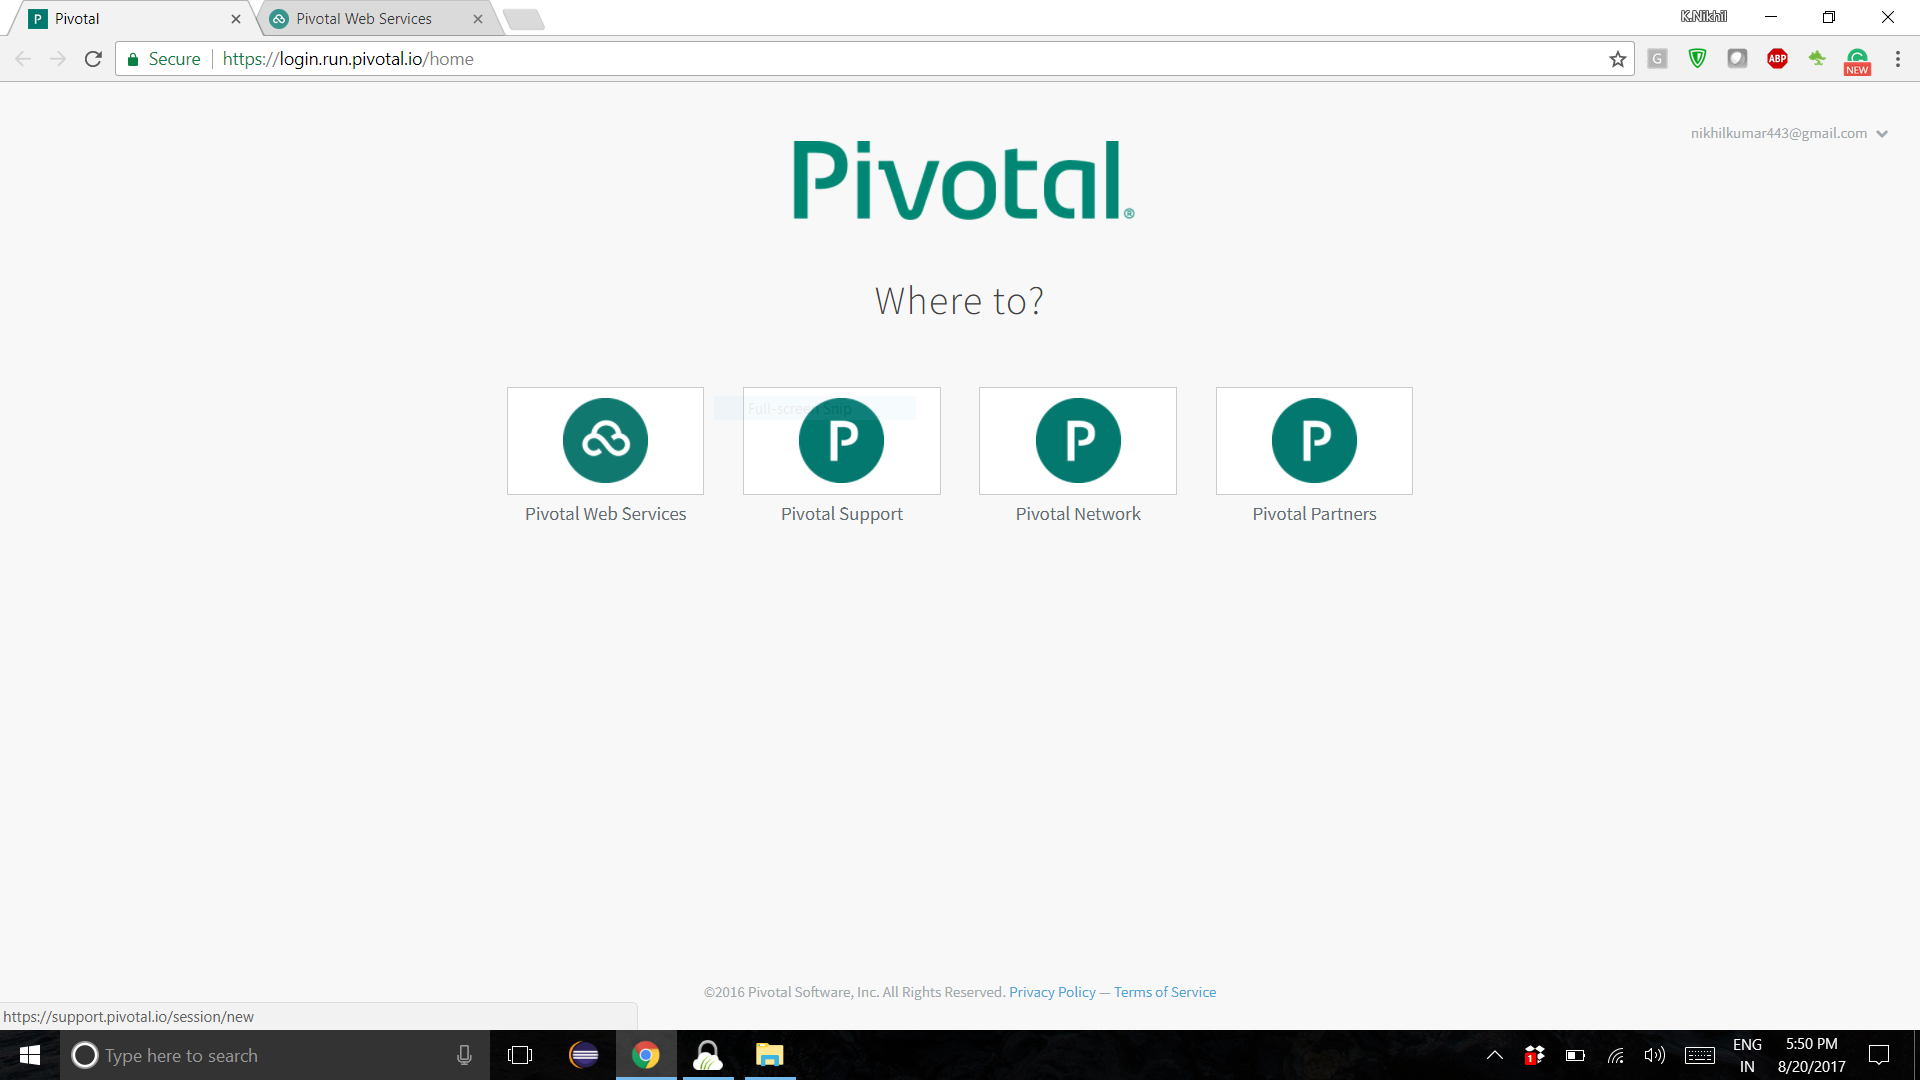 P Pivotal
Pivotal Web Services
K.Nikhil
Secure
https://login.run.pivotal.io/home
G
ABP
NEW
nikhilkumar443@gmail.com
Pivotal®
Where to?
Full-screen Snip
P
P
P
Pivotal Web Services
Pivotal Support
Pivotal Network
Pivotal Partners
©2016 Pivotal Software, Inc. All Rights Reserved. Privacy Policy — Terms of Service
https://support.pivotal.io/session/new
Type here to search
1
ENG
IN
5:50 PM
8/20/2017